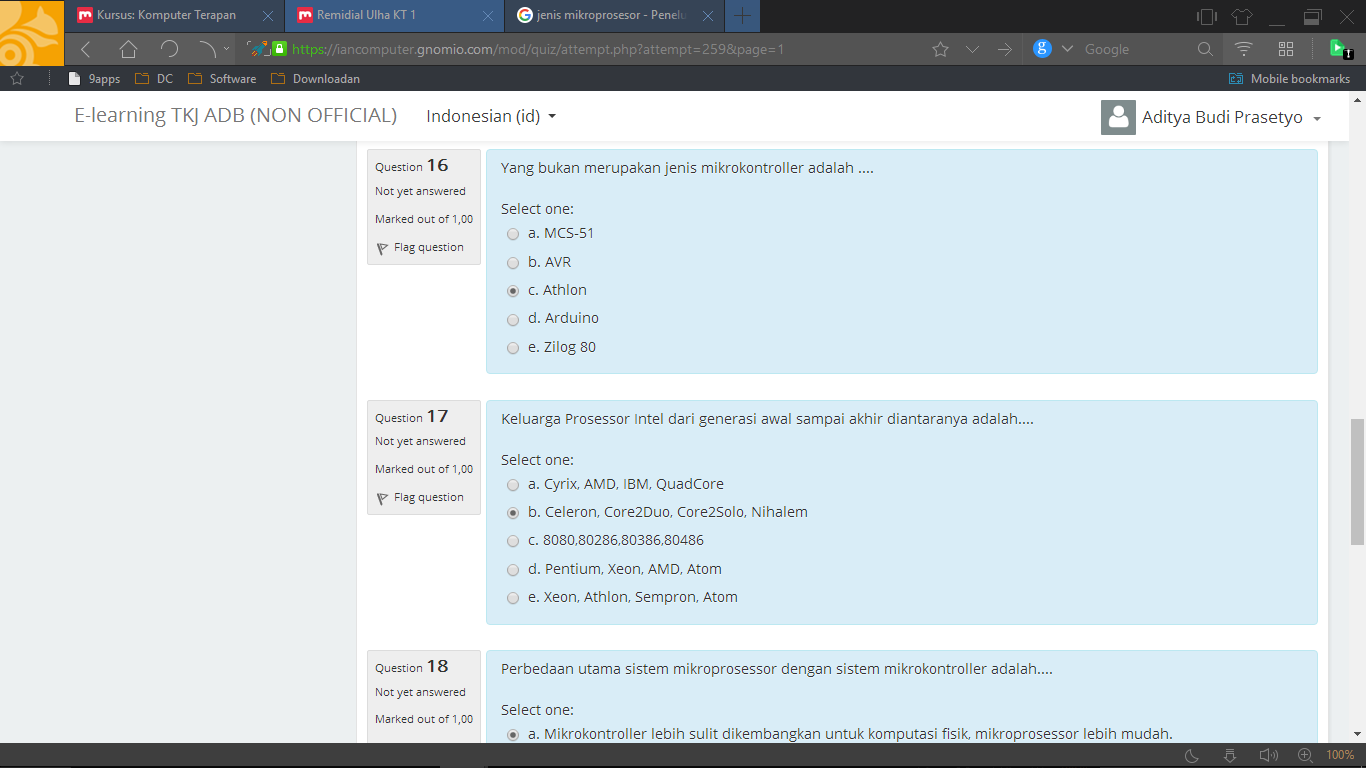 Kursus: Komputer Terapan
Remidial Ulha KT 1
jenis mikroprosesor - Penelu
https://iancomputer.gnomio.com/mod/quiz/attempt.php?attempt=259&page=1
Google
9apps
DC
Software
Downloadan
Mobile bookmarks
E-learning TKJ ADB (NON OFFICIAL)
Indonesian (id)
Aditya Budi Prasetyo
Question 16
Not yet answered
Marked out of 1,00
Flag question
Yang bukan merupakan jenis mikrokontroller adalah ....
Select one:
a. MCS-51
b. AVR
c. Athlon
d. Arduino
e. Zilog 80
Question 17
Not yet answered
Marked out of 1,00
Flag question
Keluarga Prosessor Intel dari generasi awal sampai akhir diantaranya adalah....
Select one:
a. Cyrix, AMD, IBM, QuadCore
b. Celeron, Core2Duo, Core2Solo, Nihalem
c. 8080,80286,80386,80486
d. Pentium, Xeon, AMD, Atom
e. Xeon, Athlon, Sempron, Atom
Question 18
Not yet answered
Marked out of 1,00
Perbedaan utama sistem mikroprosessor dengan sistem mikrokontroller adalah....
Select one:
a. Mikrokontroller lebih sulit dikembangkan untuk komputasi fisik, mikroprosessor lebih mudah.
100%